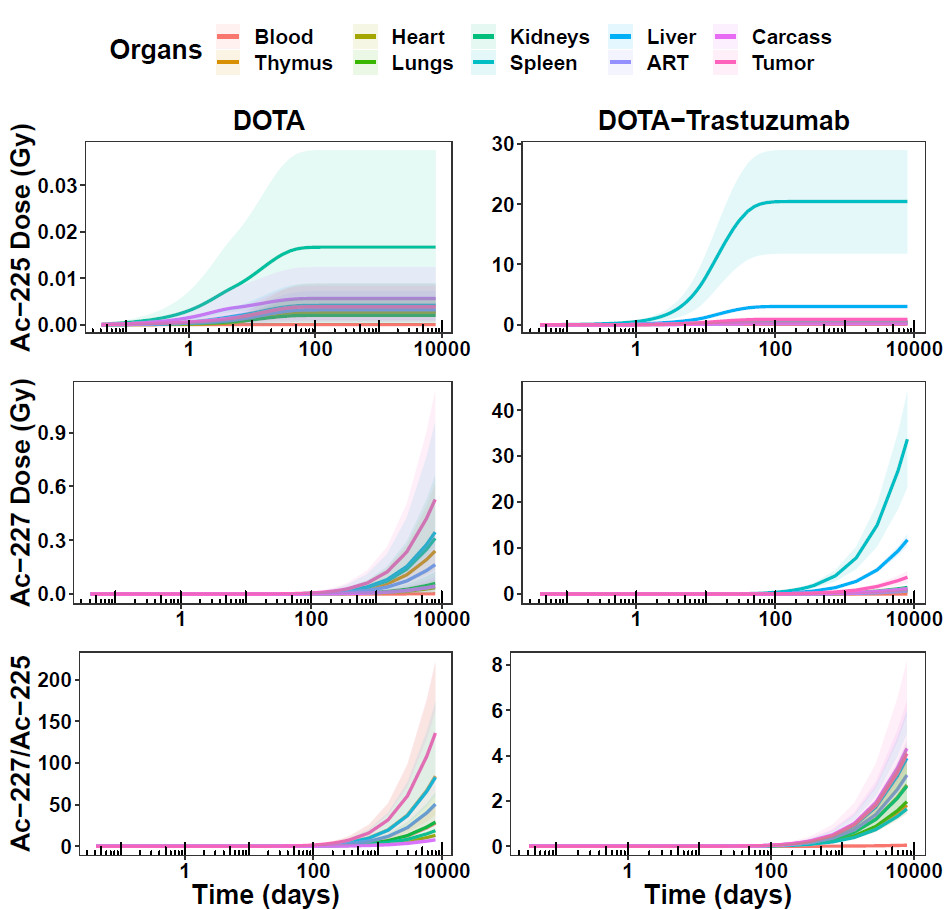 Organs Blood Heart Kidneys Liver Carcass
Thymus Lungs Spleen ART Tumor
DOTA DOTA−Trastuzumab
Ac−225 Dose (Gy)
0.03
0.02
0.01
0.00
1 100 10000
30
20
10
0
1 100 10000
Ac−227 Dose (Gy)
0.9
0.6
0.3
0.0
1 100 10000
40
30
20
10
0
1 100 10000
Ac−227/Ac−225
200
150
100
50
0
1 100 10000
8
6
4
2
0
1 100 10000
Time (days) Time (days)